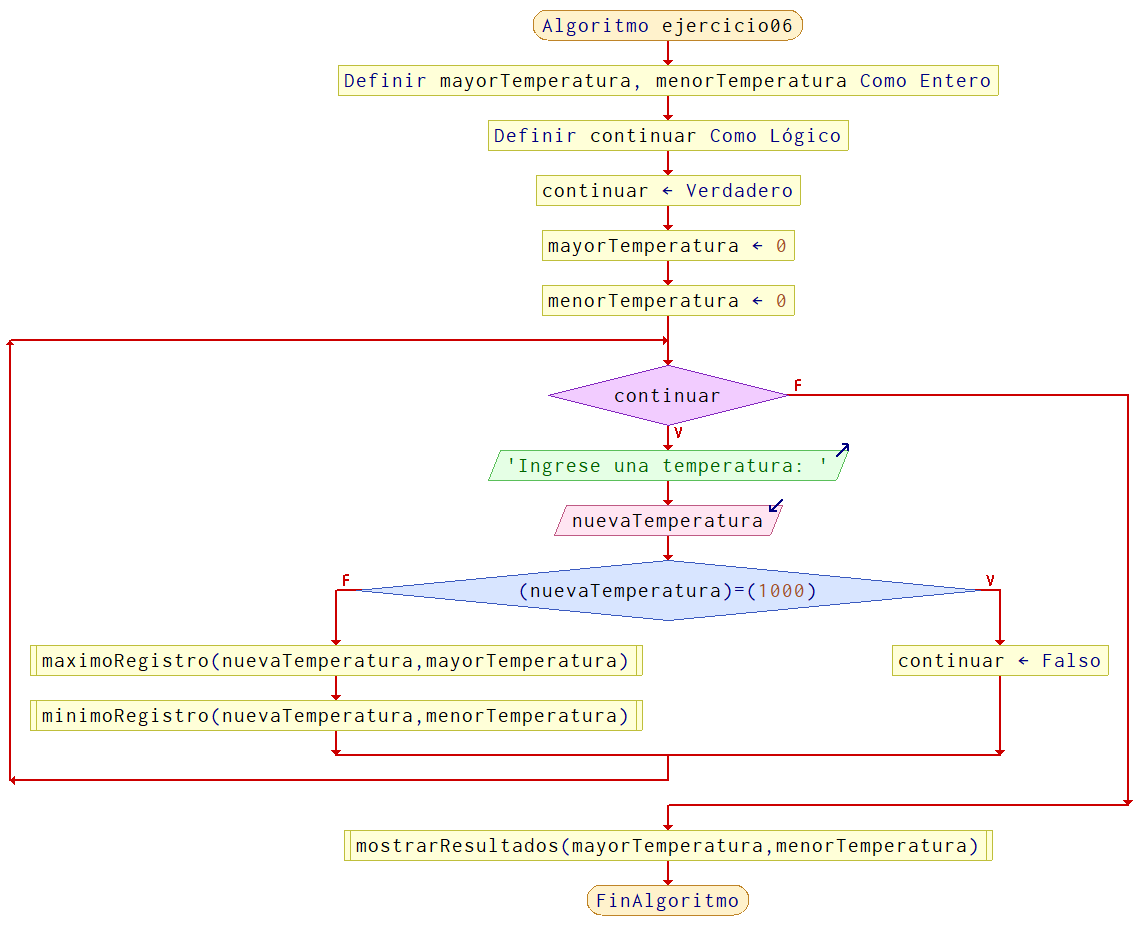 Algoritmo ejercicio06
Definir mayorTemperatura, menorTemperatura Como Entero
Definir continuar Como Lógico
continuar ← Verdadero
mayorTemperatura ← 0
menorTemperatura ← 0
continuar
F
V
'Ingrese una temperatura: '
nuevaTemperatura
F
(nuevaTemperatura)=(1000)
V
maximoRegistro(nuevaTemperatura,mayorTemperatura)
continuar ← Falso
minimoRegistro(nuevaTemperatura,menorTemperatura)
mostrarResultados(mayorTemperatura,menorTemperatura)
FinAlgoritmo